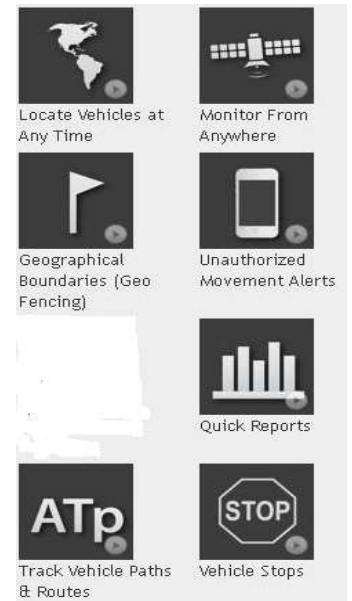 Locate Vehicles at
Any Time
Monitor From
Anywhere
Geographical
Boundaries (Geo
Fencing)
Unauthorized
Movement Alerts
Quick Reports
ATp
Track Vehicle Paths
& Routes
STOP
Vehicle Stops